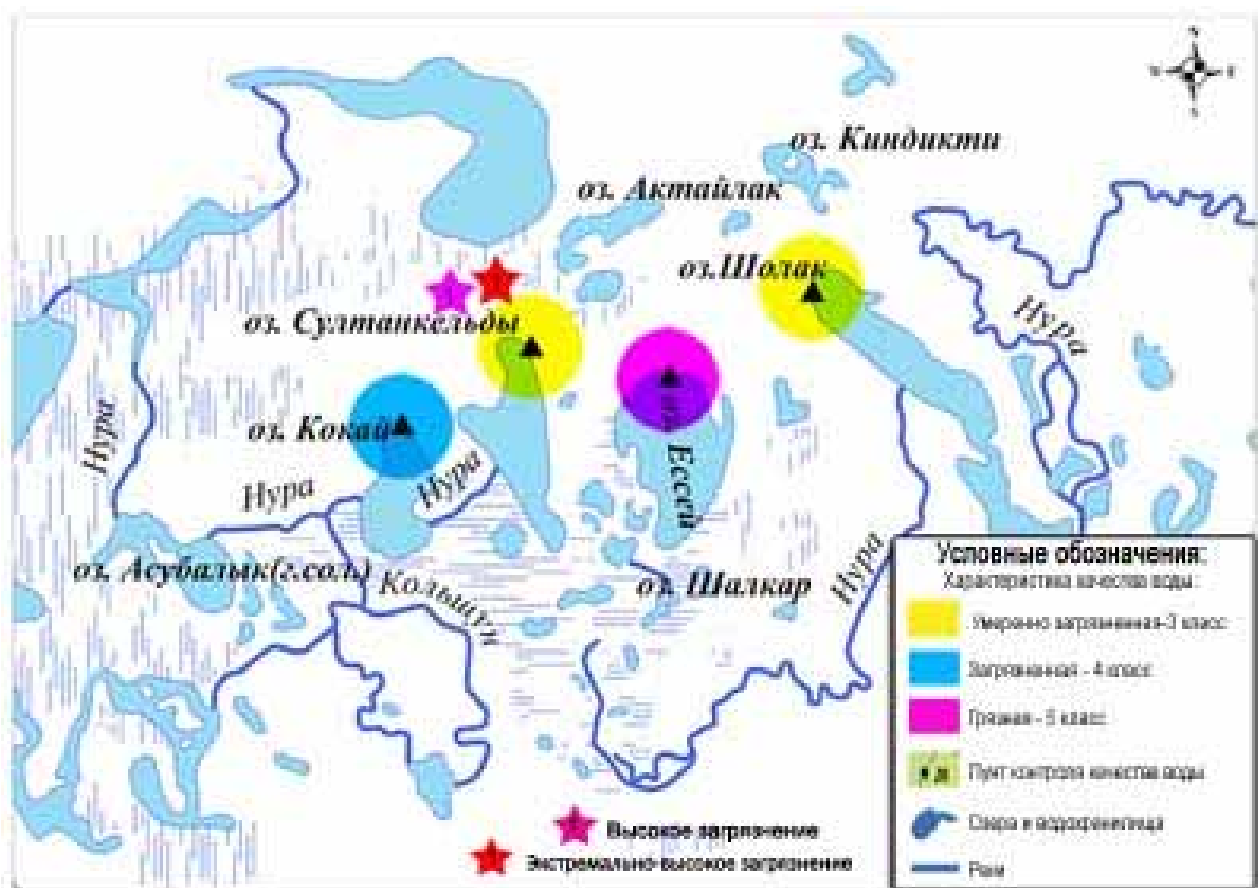 N
W E
S
оз. Киндикти
оз. Актайлак
оз.Шолак
Нура
оз. Султанкельды
оз. Кокай
Нура
Нура
Нура
Ессей
оз. Асубалык(г.сол.)
оз. Шалкар
Нура
Условные обозначения:
Характеристика качества воды:
Умеренно загрязненная-3 класс
Загрязненная - 4 класс
Грязная - 5 класс
Пункт контроля качества воды
Озера и водохранилища
Реки
Высокое загрязнение
Экстремально-высокое загрязнение